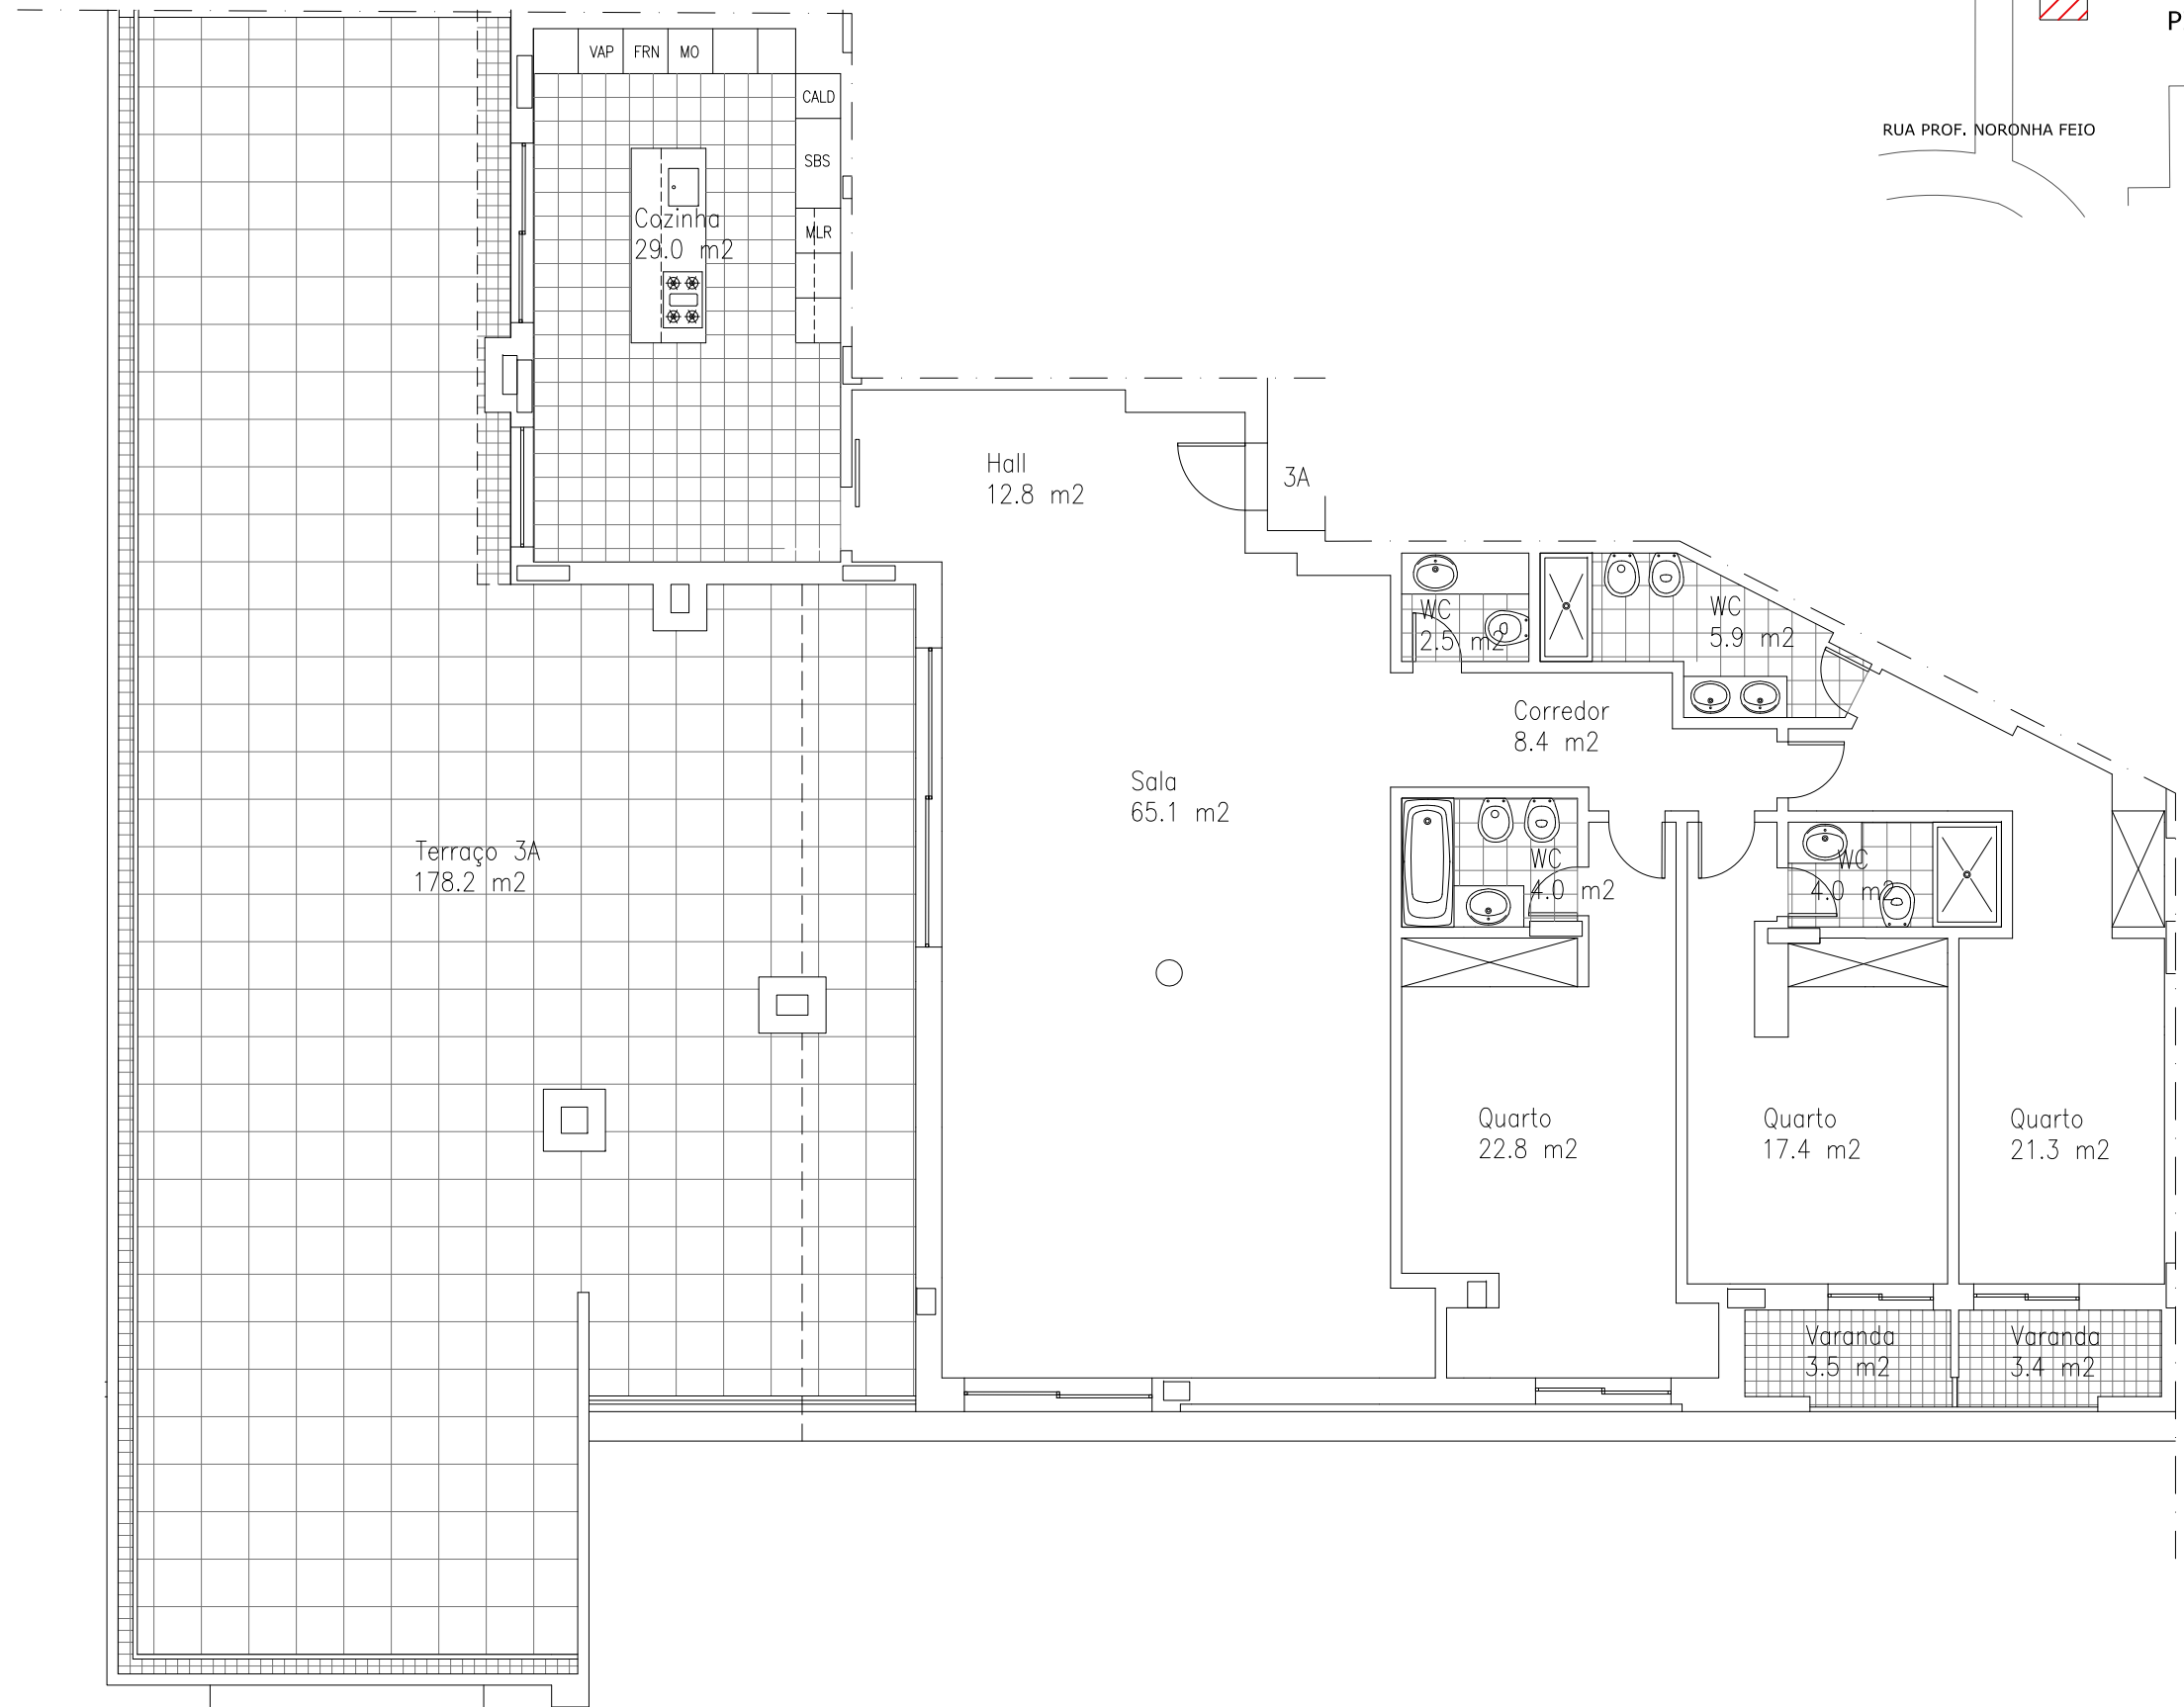 P
RUA PROF. NORONHA FEIO
VAP FRN MO
CALD
SBS
MLR
Cozinha
29.0 m2
Hall
12.8 m2
3A
WC
2.5 m2
WC
5.9 m2
Corredor
8.4 m2
Sala
65.1 m2
Terraço 3A
178.2 m2
WC
4.0 m2
WC
4.0 m2
Quarto
22.8 m2
Quarto
17.4 m2
Quarto
21.3 m2
Varanda
3.5 m2
Varanda
3.4 m2